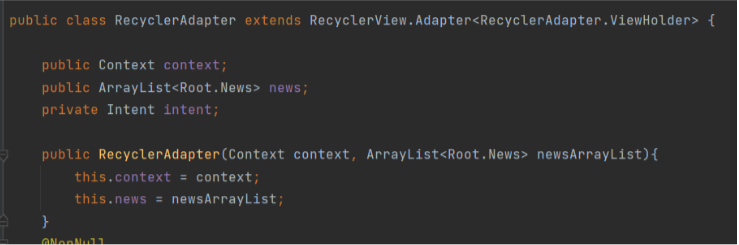 public class RecyclerAdapter extends RecyclerView.Adapter<RecyclerAdapter.ViewHolder> {
public Context context;
public ArrayList<Root.News> news;
private Intent intent;
public RecyclerAdapter(Context context, ArrayList<Root.News> newsArrayList){
this.context = context;
this.news = newsArrayList;
}
@NonNull